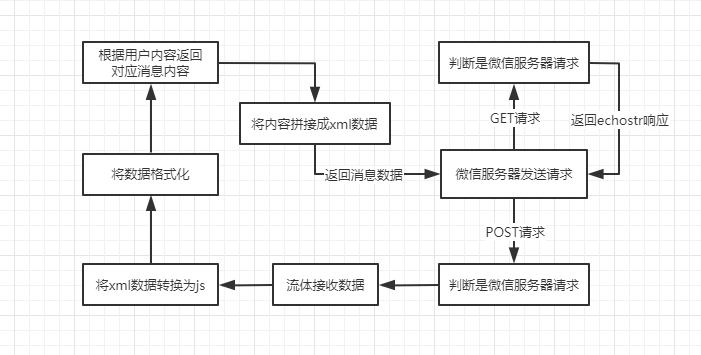 根据用户内容返回
对应消息内容
判断是微信服务器请求
将内容拼接成xml数据
GET请求
返回echostr响应
将数据格式化
返回消息数据
微信服务器发送请求
POST请求
将xml数据转换为js
流体接收数据
判断是微信服务器请求